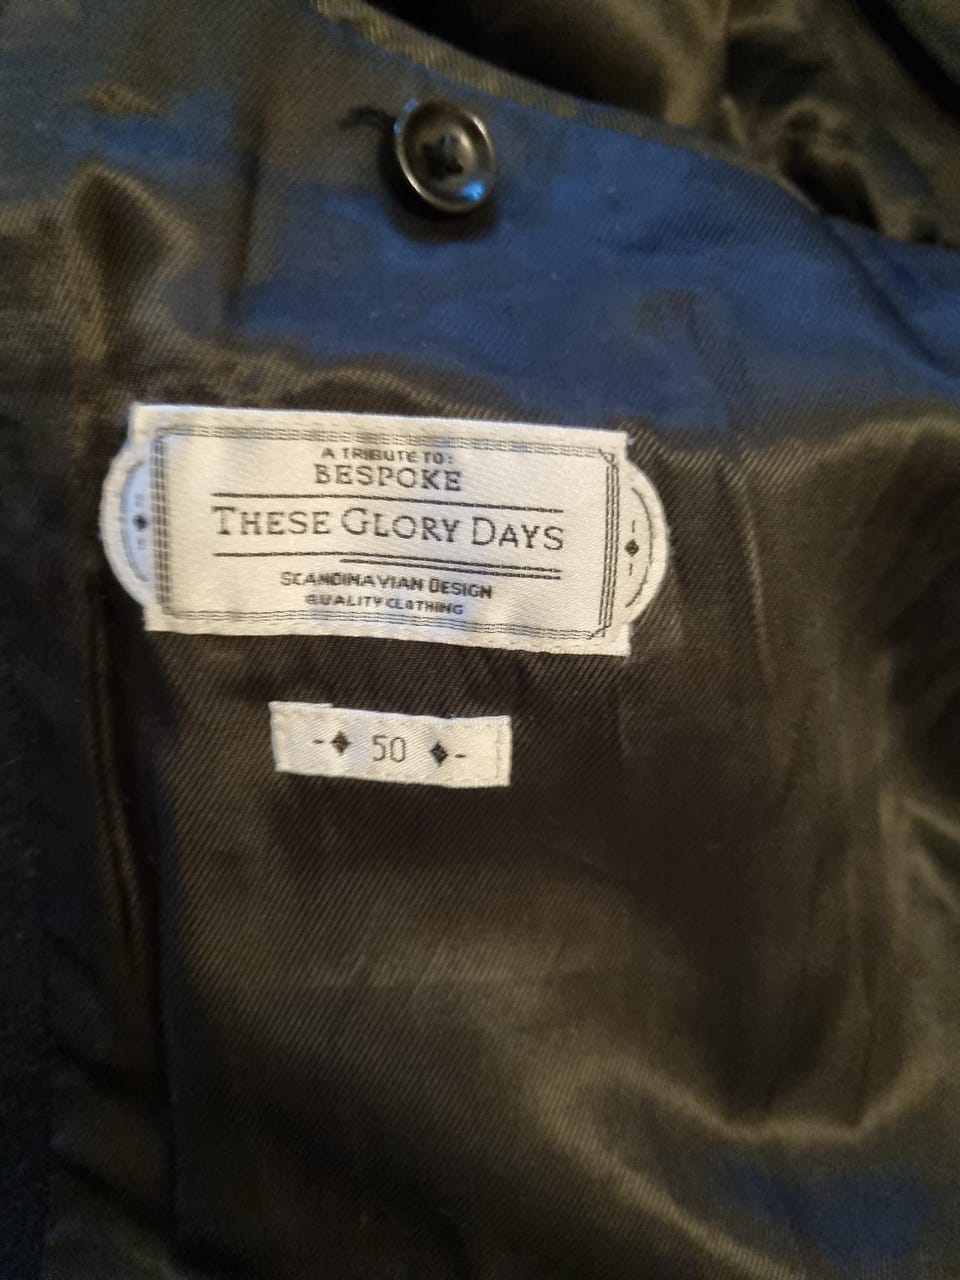 A TRIBUTE TO:
BESPOKE
THESE GLORY DAYS
SCANDINAVIAN DESIGN
QUALITY CLOTHING
-♦ 50 ♦-